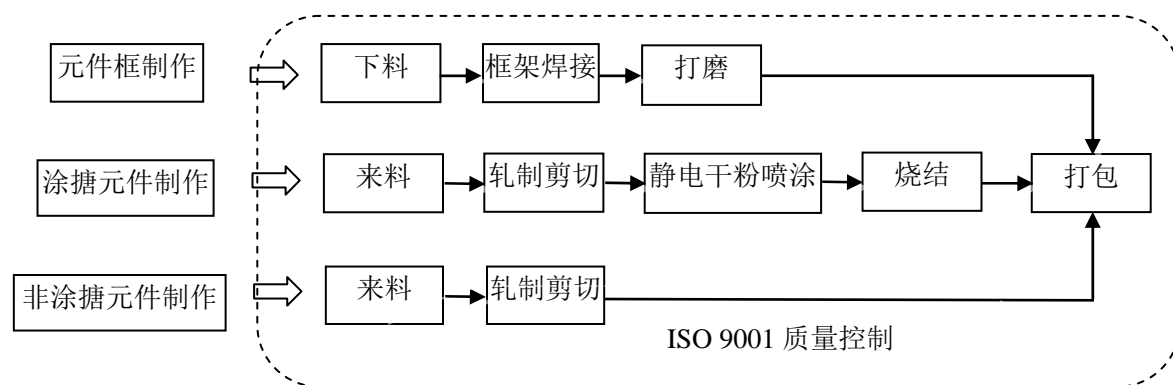 元件框制作
下料
框架焊接
打磨
涂搪元件制作
来料
轧制剪切
静电干粉喷涂
烧结
打包
非涂搪元件制作
来料
轧制剪切
ISO 9001 质量控制